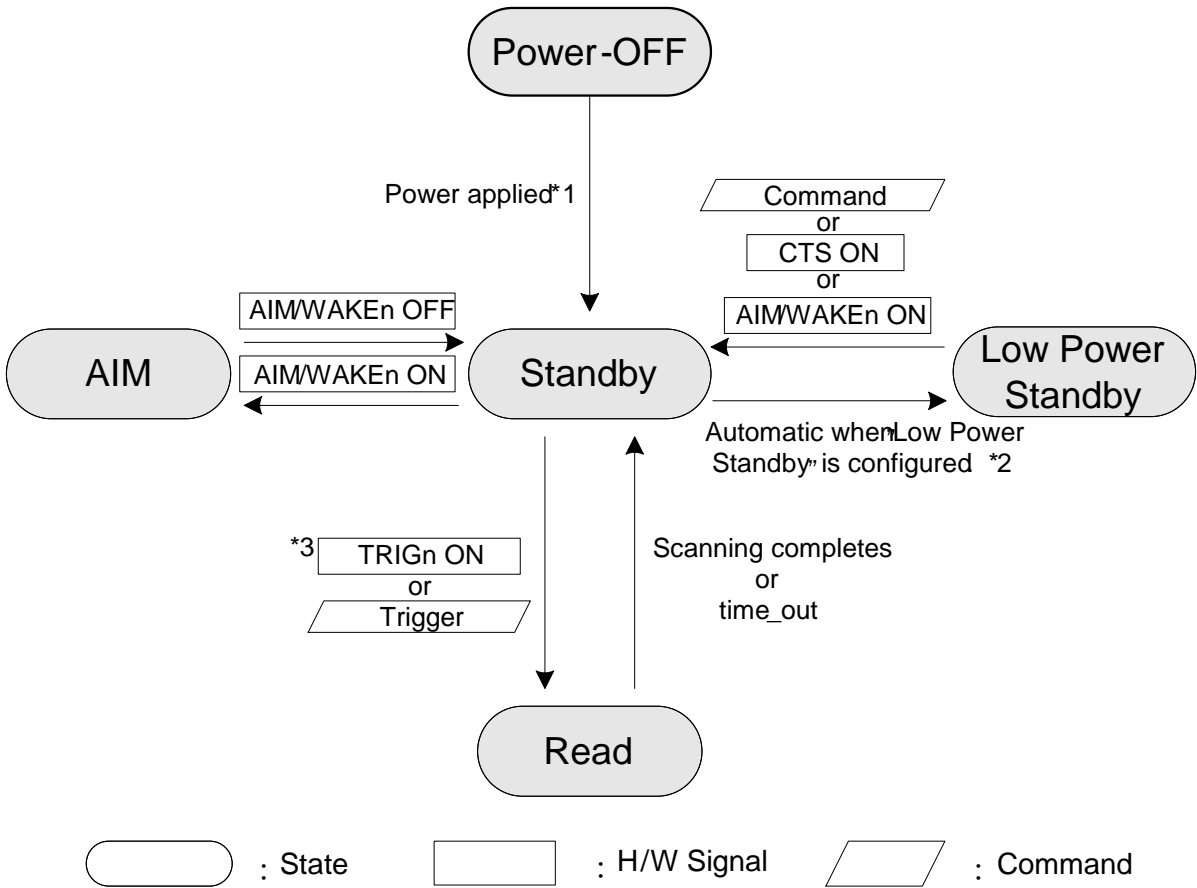 Power-OFF
Power applied*1
Command
or
CTS ON
or
AIM/WAKEn ON
AIM/WAKEn OFF
AIM/WAKEn ON
AIM
Standby
Low Power
Standby
Automatic when„Low Power
Standby„ is configured. *2
*3 TRIGn ON
or
Trigger
Scanning completes
or
time_out
Read
: State
: H/W Signal
: Command